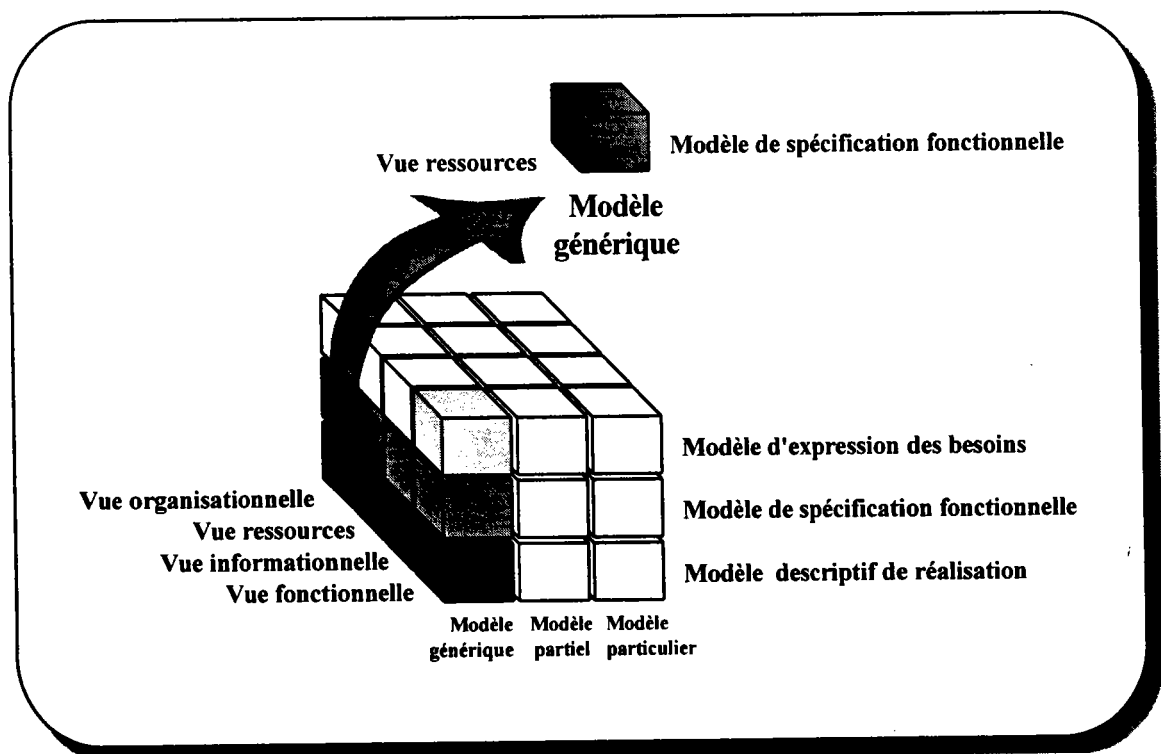 Modèle de spécification fonctionnelle
Vue ressources
Modèle
générique
Modèle d'expression des besoins
Vue organisationnelle
Modèle de spécification fonctionnelle
Vue ressources
Vue informationnelle
Modèle descriptif de réalisation
Vue fonctionnelle
Modèle Modèle Modèle
générique partiel particulier